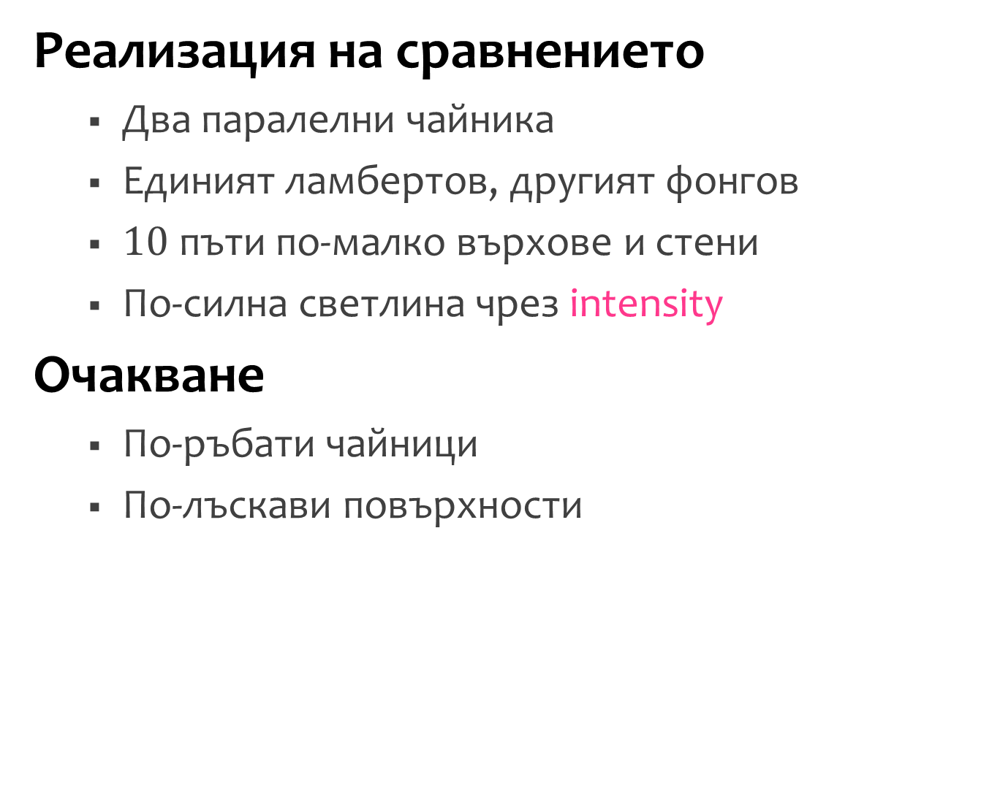 Реализация на сравнението
▪ Два паралелни чайника
▪ Единият ламбертов, другият фонгов
▪ 10 пъти по-малко върхове и стени
▪ По-силна светлина чрез intensity
Очакване
▪ По-ръбати чайници
▪ По-лъскави повърхности